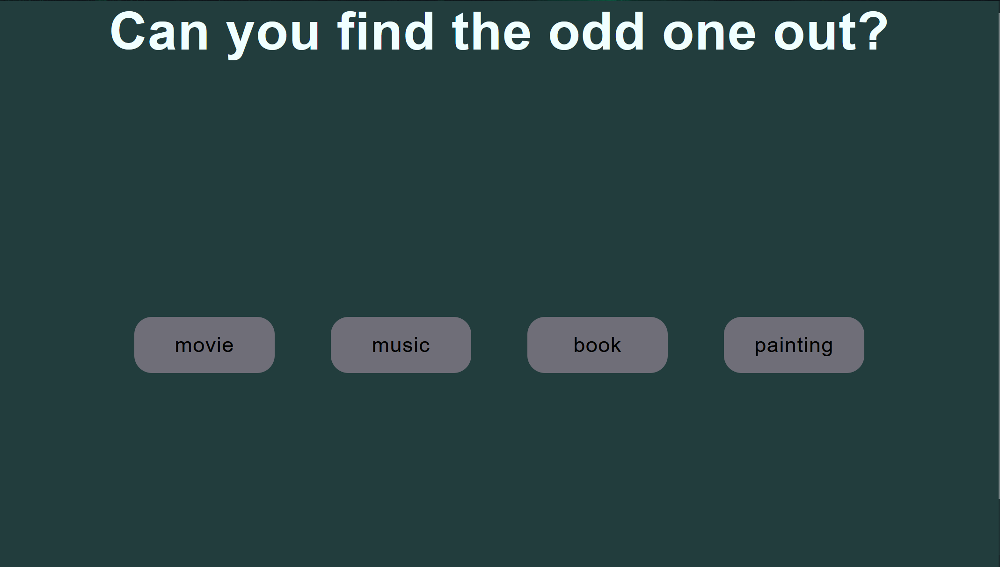 Can you find the odd one out?
movie music book painting